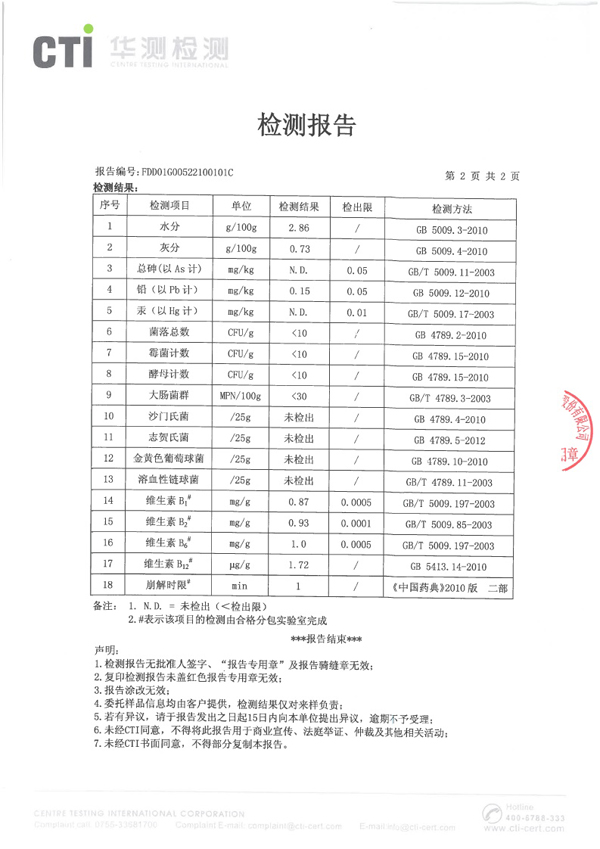 CTI 华测检测
CENTRE TESTING INTERNATIONAL
检测报告
报告编号:FDD01G00522100101C 第 2 页 共 2 页
检测结果:
序号 检测项目 单位 检测结果 检出限 检测方法
1 水分 g/100g 2.86 / GB 5009.3-2010
2 灰分 g/100g 0.73 / GB 5009.4-2010
3 总砷(以 As 计) mg/kg N.D. 0.05 GB/T 5009.11-2003
4 铅(以 Pb 计) mg/kg 0.15 0.05 GB 5009.12-2010
5 汞(以 Hg 计) mg/kg N.D. 0.01 GB/T 5009.17-2003
6 菌落总数 CFU/g <10 / GB 4789.2-2010
7 霉菌计数 CFU/g <10 / GB 4789.15-2010
8 酵母计数 CFU/g <10 / GB 4789.15-2010
9 大肠菌群 MPN/100g <30 / GB/T 4789.3-2003
10 沙门氏菌 /25g 未检出 / GB 4789.4-2010
11 志贺氏菌 /25g 未检出 / GB 4789.5-2012
12 金黄色葡萄球菌 /25g 未检出 / GB 4789.10-2010
13 溶血性链球菌 /25g 未检出 / GB/T 4789.11-2003
14 维生素 B1# mg/g 0.87 0.0005 GB/T 5009.197-2003
15 维生素 B2# mg/g 0.93 0.0001 GB/T 5009.85-2003
16 维生素 B6# mg/g 1.0 0.0005 GB/T 5009.197-2003
17 维生素 B12# μg/g 1.72 / GB 5413.14-2010
18 崩解时限# min 1 / 《中国药典》2010 版 二部
备注: 1. N.D. = 未检出(<检出限)
2.#表示该项目的检测由合格分包实验室完成
***报告结束***
声明:
1.检测报告无批准人签字、“报告专用章”及报告骑缝章无效;
2.复印检测报告未盖红色报告专用章无效;
3.报告涂改无效;
4.委托样品信息均由客户提供,检测结果仅对来样负责;
5.若有异议,请于报告发出之日起15日内向本单位提出异议,逾期不予受理;
6.未经CTI同意,不得将此报告用于商业宣传、法庭举证、仲裁及其他相关活动;
7.未经CTI书面同意,不得部分复制本报告。
股份有限公司
章
CENTRE TESTING INTERNATIONAL CORPORATION
Complaint call: 0755-33681700 Complaint E-mail: complaint@cti-cert.com E-mail:info@cti-cert.com
Hotline
400-6788-333
www.cti-cert.com